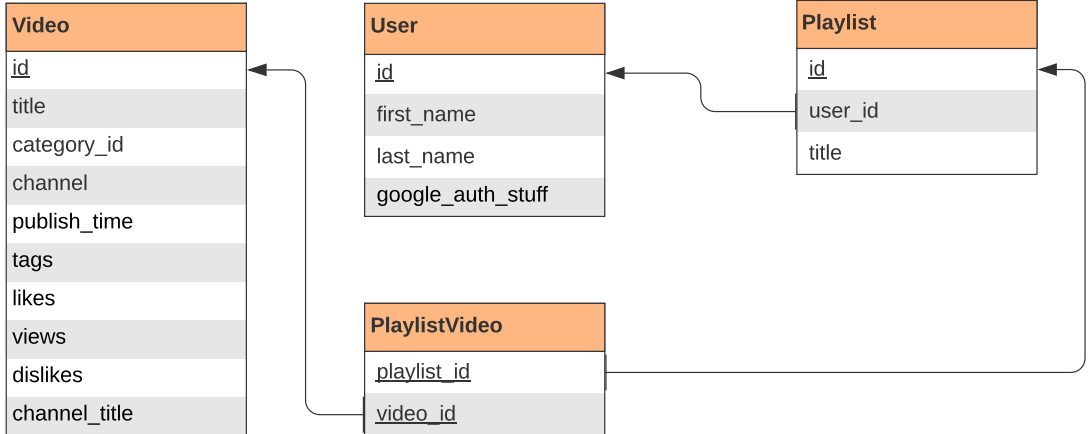 Video
id
title
category_id
channel
publish_time
tags
likes
views
dislikes
channel_title
User
id
first_name
last_name
google_auth_stuff
Playlist
id
user_id
title
PlaylistVideo
playlist_id
video_id